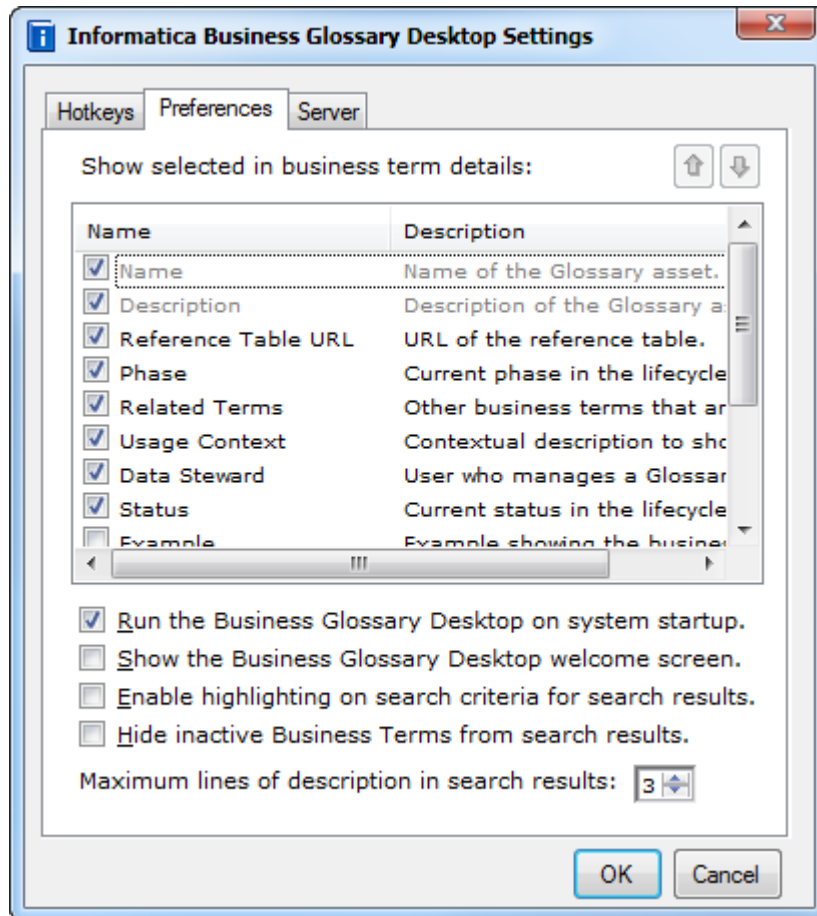 Informatica Business Glossary Desktop Settings
Hotkeys Preferences Server
Show selected in business term details:
Name Description
Name Name of the Glossary asset.
Description Description of the Glossary a
Reference Table URL URL of the reference table.
Phase Current phase in the lifecycle
Related Terms Other business terms that ar
Usage Context Contextual description to sho
Data Steward User who manages a Glossar
Status Current status in the lifecycle
Example Example showing the busines
Run the Business Glossary Desktop on system startup.
Show the Business Glossary Desktop welcome screen.
Enable highlighting on search criteria for search results.
Hide inactive Business Terms from search results.
Maximum lines of description in search results: 3
OK Cancel